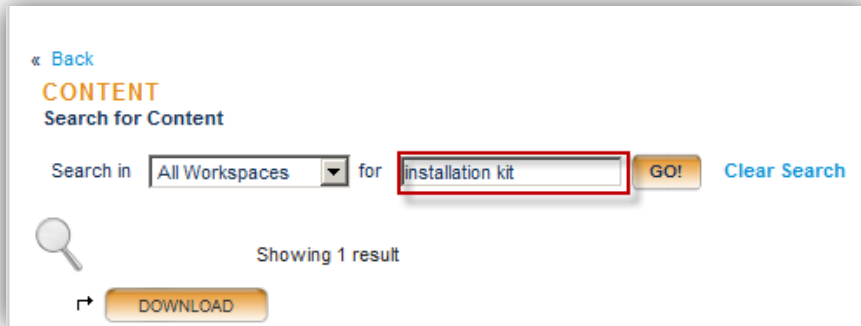 « Back
CONTENT
Search for Content
Search in All Workspaces for installation kit GO! Clear Search
Showing 1 result
DOWNLOAD